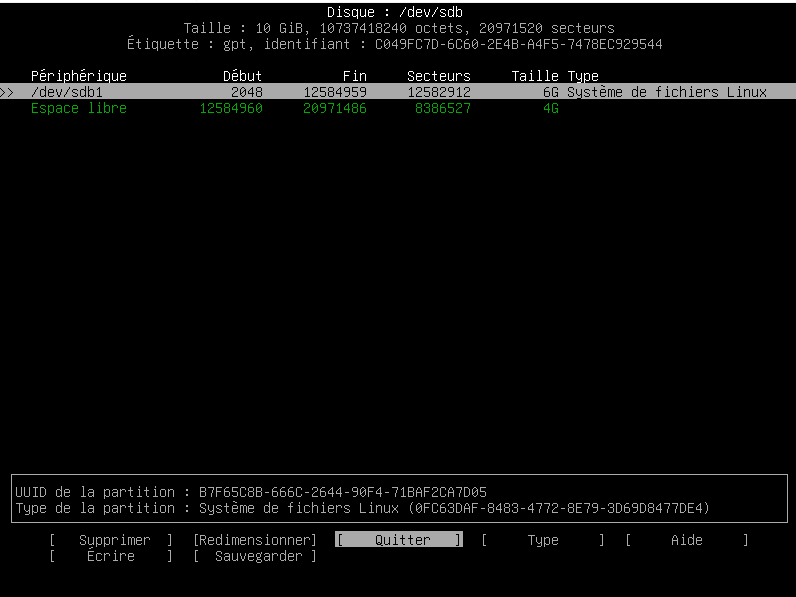 Disque : /dev/sdb
Taille : 10 GiB, 10737418240 octets, 20971520 secteurs
Étiquette : gpt, identifiant : C049FC7D-6C60-2E4B-A4F5-7478EC929544
Périphérique Début Fin Secteurs Taille Type
>> /dev/sdb1 2048 12584959 12582912 6G Système de fichiers Linux
Espace libre 12584960 20971486 8386527 4G
UUID de la partition : B7F65C8B-666C-2644-90F4-71BAF2CA7D05
Type de la partition : Système de fichiers Linux (0FC63DAF-8483-4772-8E79-3D69D8477DE4)
[ Supprimer ] [Redimensionner] [ Quitter ] [ Type ] [ Aide ]
[ Écrire ] [ Sauvegarder ]